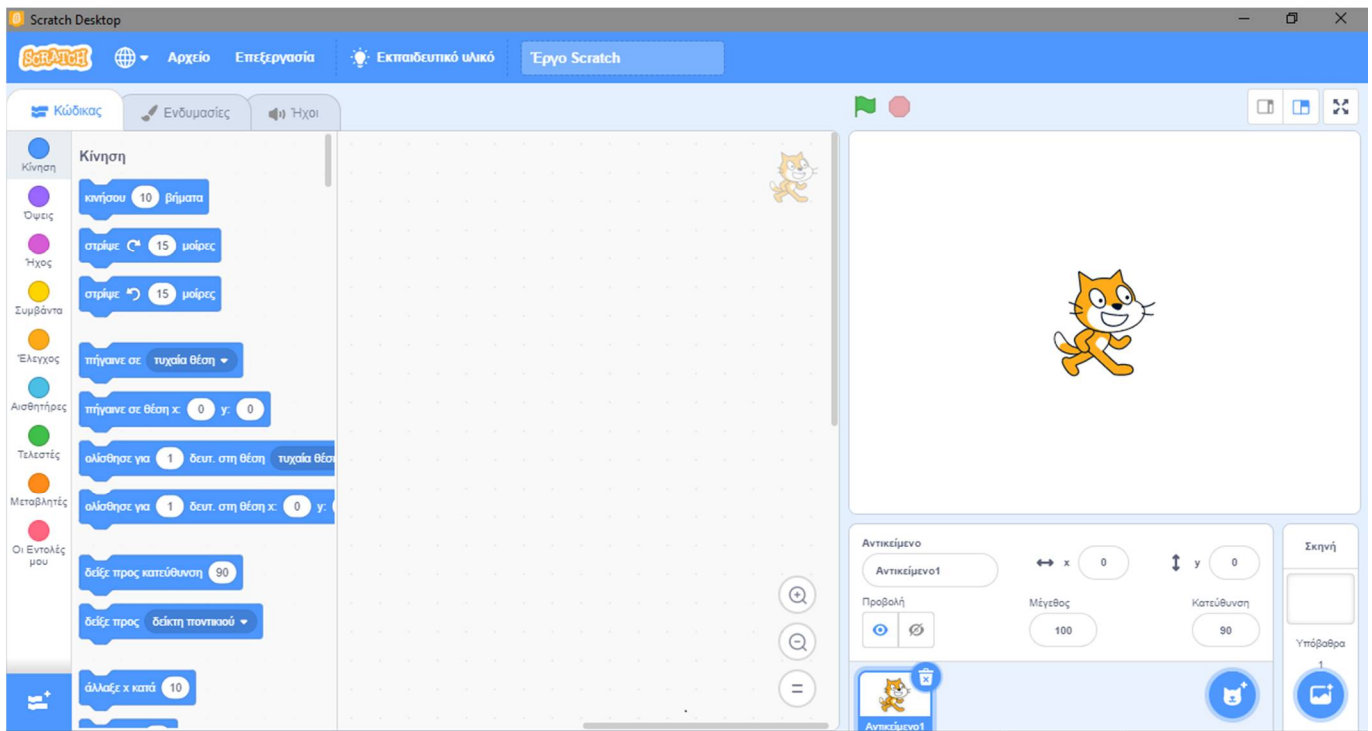 Scratch Desktop
SCRATCH
Αρχείο
Επεξεργασία
Εκπαιδευτικό υλικό
Έργο Scratch
Κώδικας
Ενδυμασίες
Ήχοι
Κίνηση
Όψεις
Ήχος
Συμβάντα
Έλεγχος
Αισθητήρες
Τελεστές
Μεταβλητές
Οι Εντολές
μου
Κίνηση
κινήσου 10 βήματα
στρίψε 15 μοίρες
στρίψε 15 μοίρες
πήγαινε σε τυχαία θέση
πήγαινε σε θέση x: 0 y: 0
ολίσθησε για 1 δευτ. στη θέση τυχαία
ολίσθησε για 1 δευτ. στη θέση x: 0 y:
δείξε προς κατεύθυνση 90
δείξε προς δείκτη ποντικιού
άλλαξε x κατά 10
=
Αντικείμενο
Αντικείμενο1
x 0
y 0
Προβολή
Μέγεθος
100
Κατεύθυνση
90
Αντικείμενο1
Σκηνή
Υπόβαθρα
1